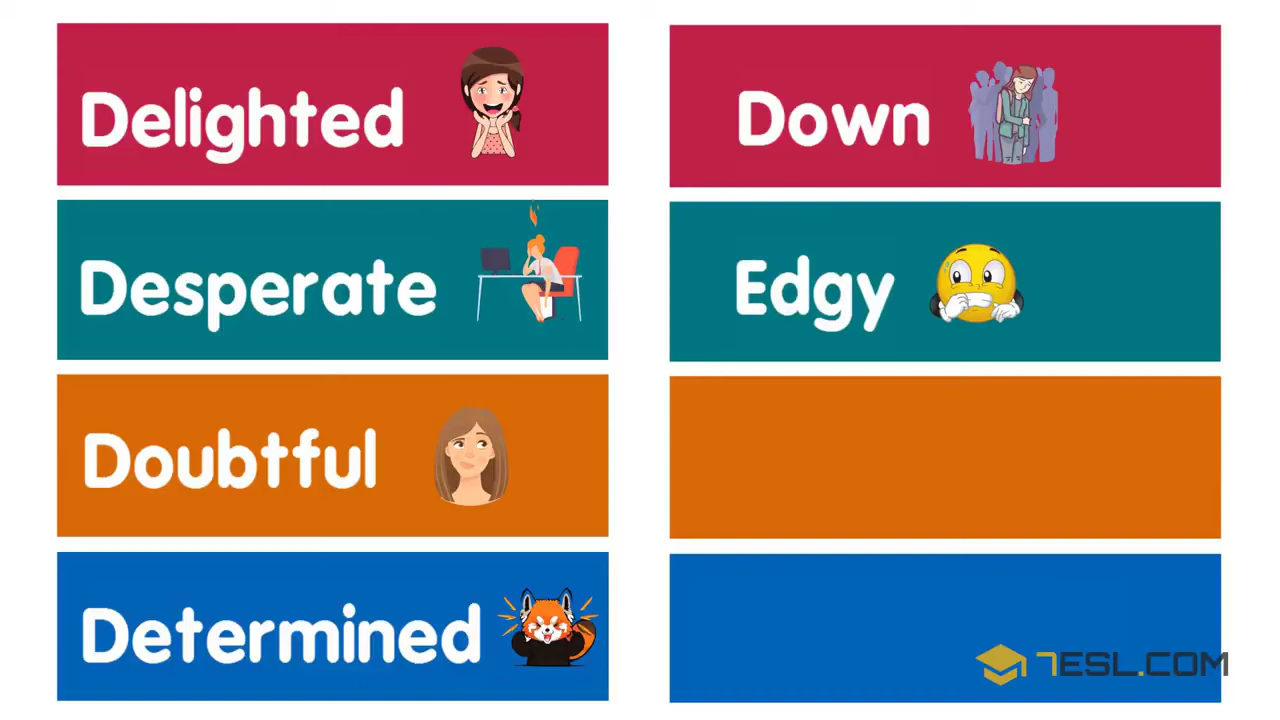 Delighted
Desperate
Doubtful
Determined
Down
Edgy
7ESL.COM